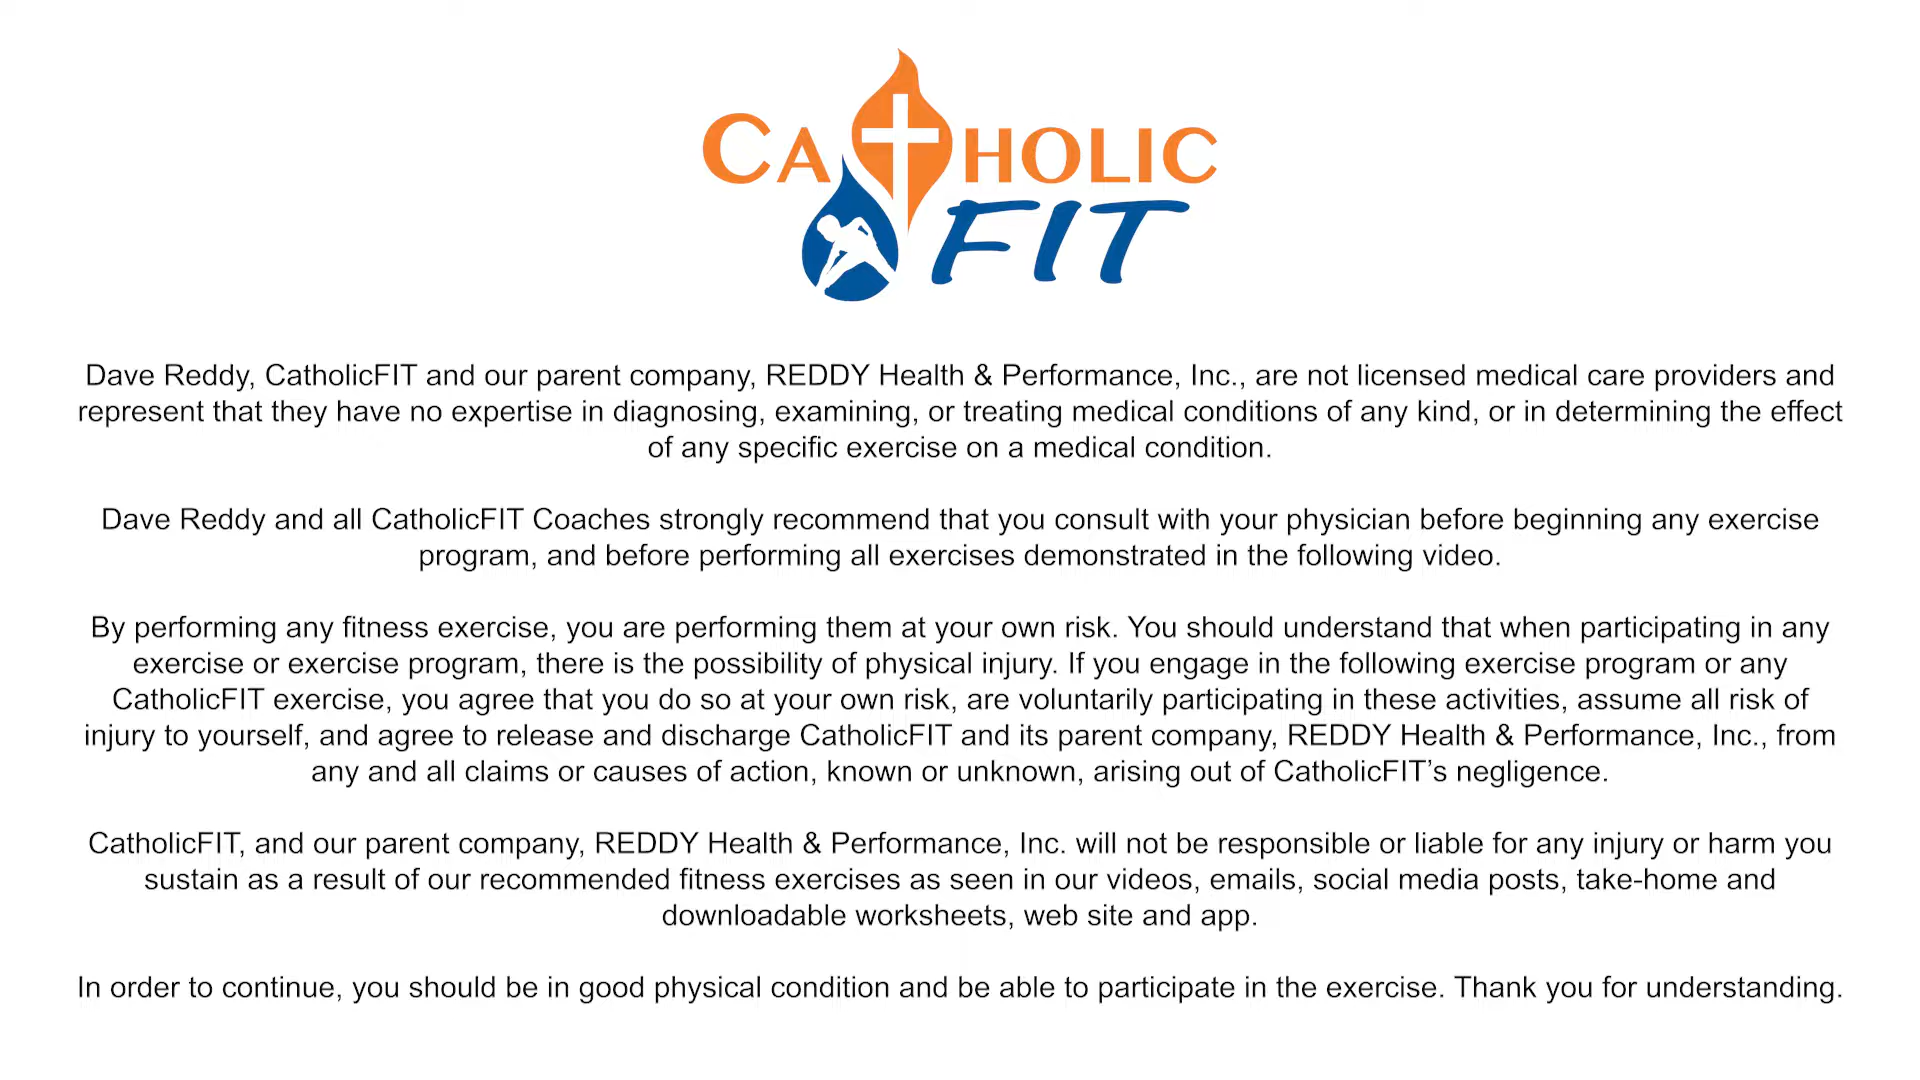 CATHOLIC
FIT
Dave Reddy, CatholicFIT and our parent company, REDDY Health & Performance, Inc., are not licensed medical care providers and
represent that they have no expertise in diagnosing, examining, or treating medical conditions of any kind, or in determining the effect
of any specific exercise on a medical condition.
Dave Reddy and all CatholicFIT Coaches strongly recommend that you consult with your physician before beginning any exercise
program, and before performing all exercises demonstrated in the following video.
By performing any fitness exercise, you are performing them at your own risk. You should understand that when participating in any
exercise or exercise program, there is the possibility of physical injury. If you engage in the following exercise program or any
CatholicFIT exercise, you agree that you do so at your own risk, are voluntarily participating in these activities, assume all risk of
injury to yourself, and agree to release and discharge CatholicFIT and its parent company, REDDY Health & Performance, Inc., from
any and all claims or causes of action, known or unknown, arising out of CatholicFIT’s negligence.
CatholicFIT, and our parent company, REDDY Health & Performance, Inc. will not be responsible or liable for any injury or harm you
sustain as a result of our recommended fitness exercises as seen in our videos, emails, social media posts, take-home and
downloadable worksheets, web site and app.
In order to continue, you should be in good physical condition and be able to participate in the exercise. Thank you for understanding.